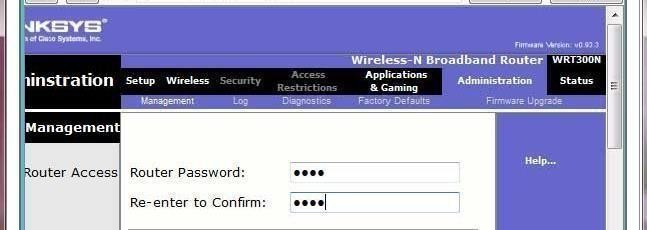 NKSYS®
n of Cisco Systems, Inc.
Firmware Version: v0.93.3
Wireless-N Broadband Router WRT300N
instration Setup Wireless Security Access Restrictions Applications & Gaming Administration Status
Management Log Diagnostics Factory Defaults Firmware Upgrade
Management
Help...
Router Access Router Password: ●●●●
Re-enter to Confirm: ●●●●